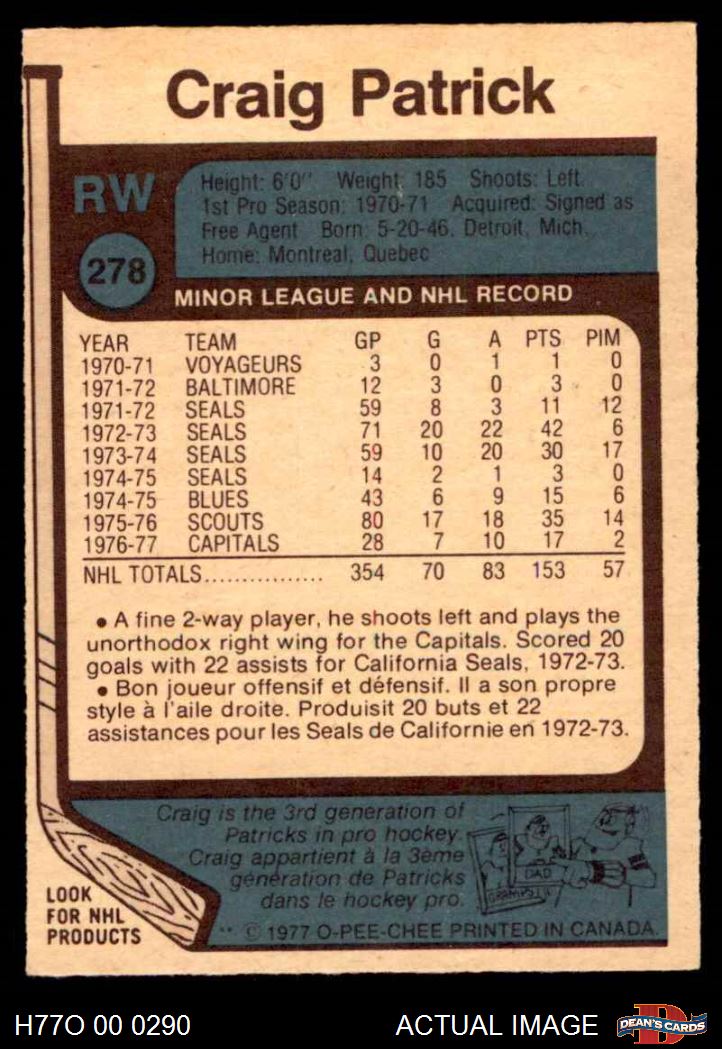 Craig Patrick
RW
278
Height: 6'0" Weight: 185 Shoots: Left.
1st Pro Season: 1970-71 Acquired: Signed as
Free Agent Born: 5-20-46, Detroit, Mich.
Home: Montreal, Quebec
MINOR LEAGUE AND NHL RECORD
YEAR TEAM GP G A PTS PIM
1970-71 VOYAGEURS 3 0 1 1 0
1971-72 BALTIMORE 12 3 0 3 0
1971-72 SEALS 59 8 3 11 12
1972-73 SEALS 71 20 22 42 6
1973-74 SEALS 59 10 20 30 17
1974-75 SEALS 14 2 1 3 0
1974-75 BLUES 43 6 9 15 6
1975-76 SCOUTS 80 17 18 35 14
1976-77 CAPITALS 28 7 10 17 2
NHL TOTALS................ 354 70 83 153 57
• A fine 2-way player, he shoots left and plays the
unorthodox right wing for the Capitals. Scored 20
goals with 22 assists for California Seals, 1972-73.
• Bon joueur offensif et défensif. Il a son propre
style à l'aile droite. Produisit 20 buts et 22
assistances pour les Seals de Californie en 1972-73.
Craig is the 3rd generation of
Patricks in pro hockey.
Craig appartient à la 3ème
génération de Patricks
dans le hockey pro.
DAD
GRAMPS
LOOK
FOR NHL
PRODUCTS
** © 1977 O-PEE-CHEE PRINTED IN CANADA.
H77O 00 0290
ACTUAL IMAGE
D
DEAN'S CARDS